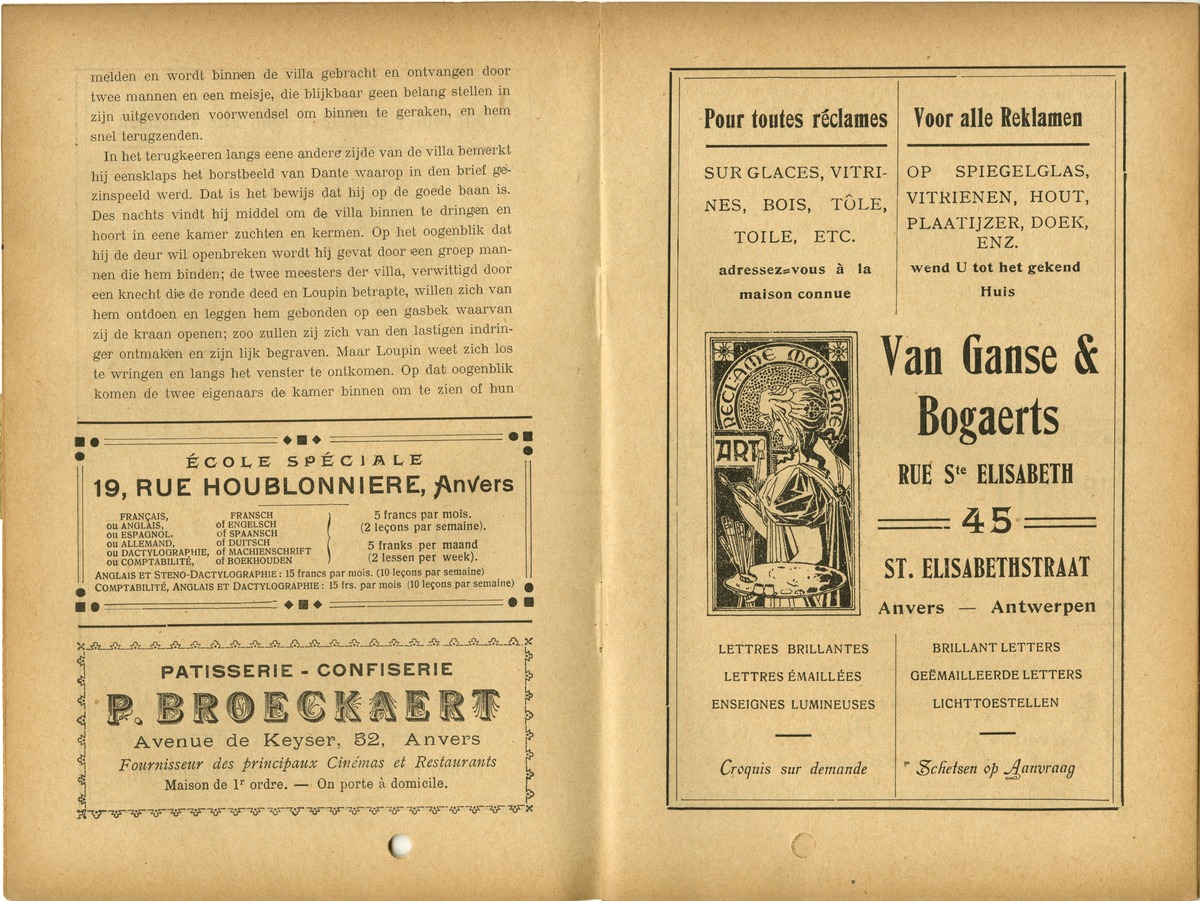 melden en wordt binnen de villa gebracht en ontvangen door
twee mannen en een meisje, die blijkbaar geen belang stellen in
zijn uitgevonden voorwendsel om binnen te geraken, en hem
snel terugzenden.
In het terugkeeren langs eene andere zijde van de villa bemerkt
hij eensklaps het borstbeeld van Dante waarop in den brief ge-
zinspeeld werd. Dat is het bewijs dat hij op de goede baan is.
Des nachts vindt hij middel om de villa binnen te dringen en
hoort in eene kamer zuchten en kermen. Op het oogenblik dat
hij de deur wil openbreken wordt hij gevat door een groep man-
nen die hem binden; de twee meesters der villa, verwittigd door
een knecht die de ronde deed en Loupin betrapte, willen zich van
hem ontdoen en leggen hem gebonden op een gasbek waarvan
zij de kraan openen; zoo zullen zij zich van den lastigen indrin-
ger ontmaken en zijn lijk begraven. Maar Loupin weet zich los
te wringen en langs het venster te ontkomen. Op dat oogenblik
komen de twee eigenaars de kamer binnen om te zien of hun
ÉCOLE SPÉCIALE
19, RUE HOUBLONNIERE, Anvers
FRANÇAIS, FRANSCH
ou ANGLAIS, of ENGELSCH
ou ESPAGNOL, of SPAANSCH
ou ALLEMAND, of DUITSCH
ou DACTYLOGRAPHIE, of MACHIENSCHRIFT
ou COMPTABILITÉ, of BOEKHOUDEN
5 francs par mois.
(2 leçons par semaine).
5 franks per maand
(2 lessen per week).
ANGLAIS ET STENO-DACTYLOGRAPHIE : 15 francs par mois. (10 leçons par semaine)
COMPTABILITÉ, ANGLAIS ET DACTYLOGRAPHIE : 15 frs. par mois (10 leçons par semaine)
PATISSERIE - CONFISERIE
P. BROECKAERT
Avenue de Keyser, 52, Anvers
Fournisseur des principaux Cinémas et Restaurants
Maison de 1r ordre. — On porte à domicile.
Pour toutes réclames
SUR GLACES, VITRI-
NES, BOIS, TÔLE,
TOILE, ETC.
adressez=vous à la
maison connue
Voor alle Reklamen
OP SPIEGELGLAS,
VITRIENEN, HOUT,
PLAATIJZER, DOEK,
ENZ.
wend U tot het gekend
Huis
RECLAME MODERNE
ART
Van Ganse &
Bogaerts
RUE Ste ELISABETH
45
ST. ELISABETHSTRAAT
Anvers — Antwerpen
LETTRES BRILLANTES
LETTRES ÉMAILLÉES
ENSEIGNES LUMINEUSES
Croquis sur demande
BRILLANT LETTERS
GEËMAILLEERDE LETTERS
LICHTTOESTELLEN
Schetsen op Aanvraag